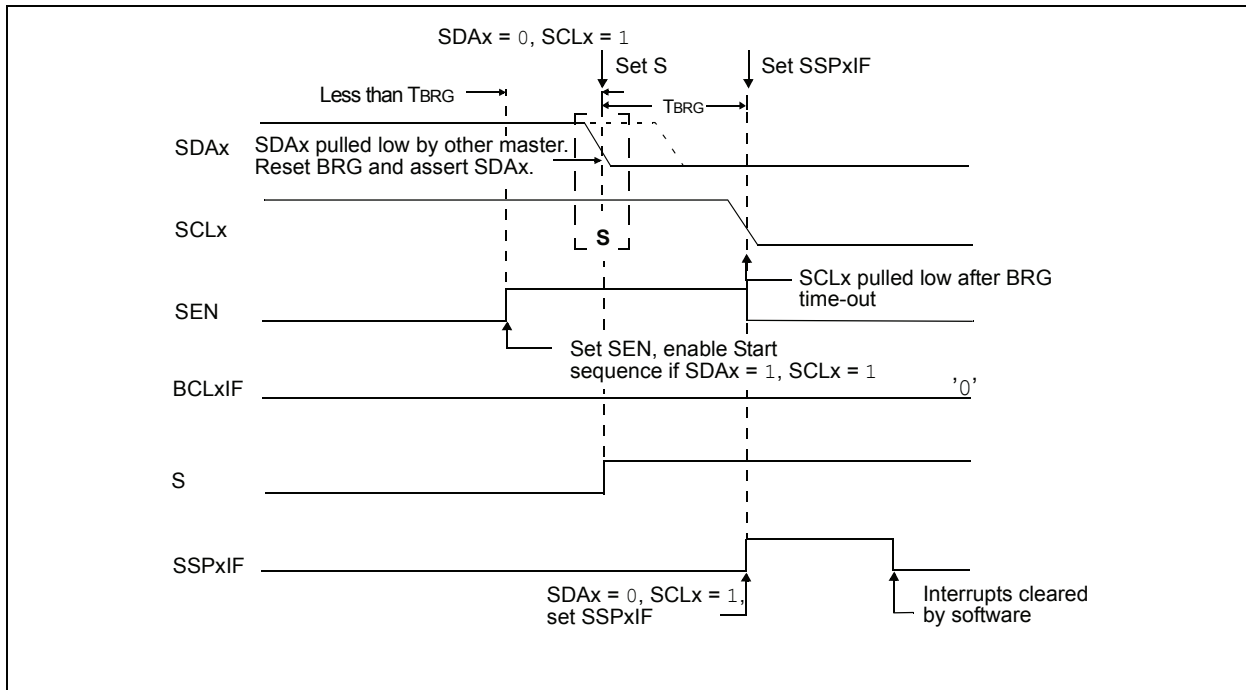 SDAx = 0, SCLx = 1
Set S
Set SSPxIF
Less than TBRG
TBRG
SDAx
SDAx pulled low by other master.
Reset BRG and assert SDAx.
SCLx
S
SCLx pulled low after BRG
time-out
SEN
Set SEN, enable Start
sequence if SDAx = 1, SCLx = 1
BCLxIF
'0'
S
SSPxIF
SDAx = 0, SCLx = 1,
set SSPxIF
Interrupts cleared
by software